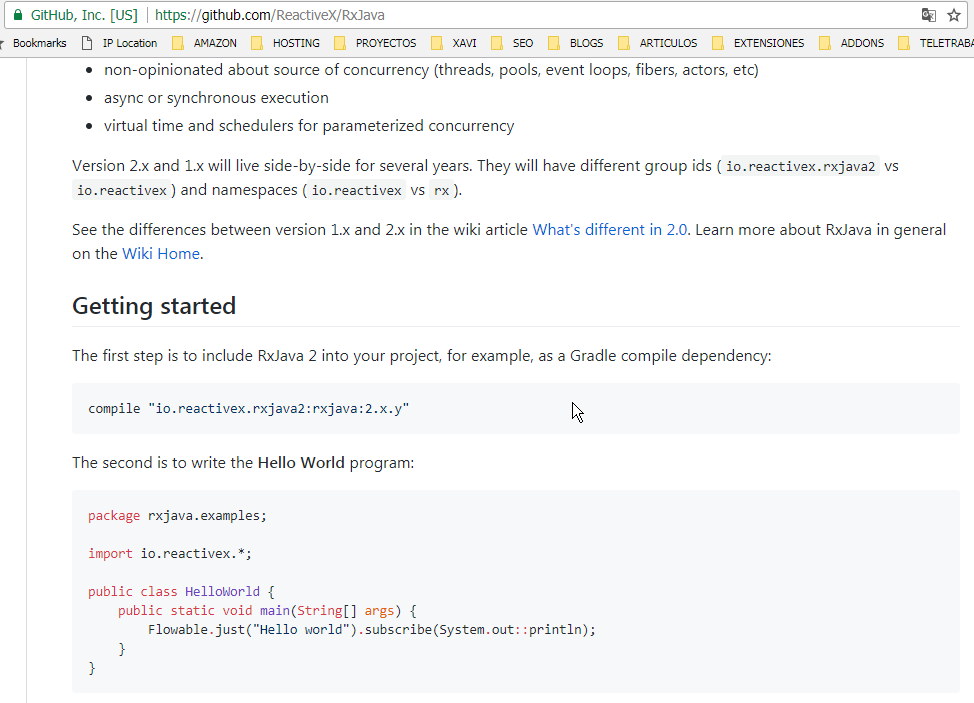 GitHub, Inc. [US] https://github.com/ReactiveX/RxJava
Bookmarks IP Location AMAZON HOSTING PROYECTOS XAVI SEO BLOGS ARTICULOS EXTENSIONES ADDONS TELETRABA
• non-opinionated about source of concurrency (threads, pools, event loops, fibers, actors, etc)
• async or synchronous execution
• virtual time and schedulers for parameterized concurrency
Version 2.x and 1.x will live side-by-side for several years. They will have different group ids ( io.reactivex.rxjava2 vs
io.reactivex ) and namespaces ( io.reactivex vs rx ).
See the differences between version 1.x and 2.x in the wiki article What's different in 2.0. Learn more about RxJava in general
on the Wiki Home.
Getting started
The first step is to include RxJava 2 into your project, for example, as a Gradle compile dependency:
compile "io.reactivex.rxjava2:rxjava:2.x.y"
The second is to write the Hello World program:
package rxjava.examples;
import io.reactivex.*;
public class HelloWorld {
    public static void main(String[] args) {
        Flowable.just("Hello world").subscribe(System.out::println);
    }
}